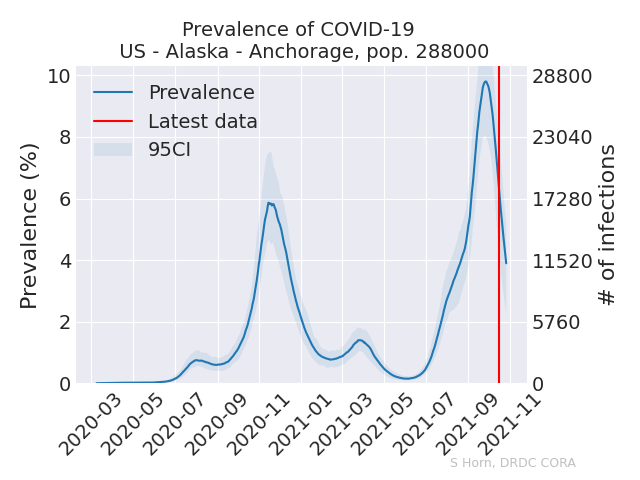 Prevalence of COVID-19
US - Alaska - Anchorage, pop. 288000
Prevalence
Latest data
95CI
Prevalence (%)
10
8
6
4
2
0
28800
23040
17280
11520
5760
0
# of infections
2020-03
2020-05
2020-07
2020-09
2020-11
2021-01
2021-03
2021-05
2021-07
2021-09
2021-11
S Horn, DRDC CORA